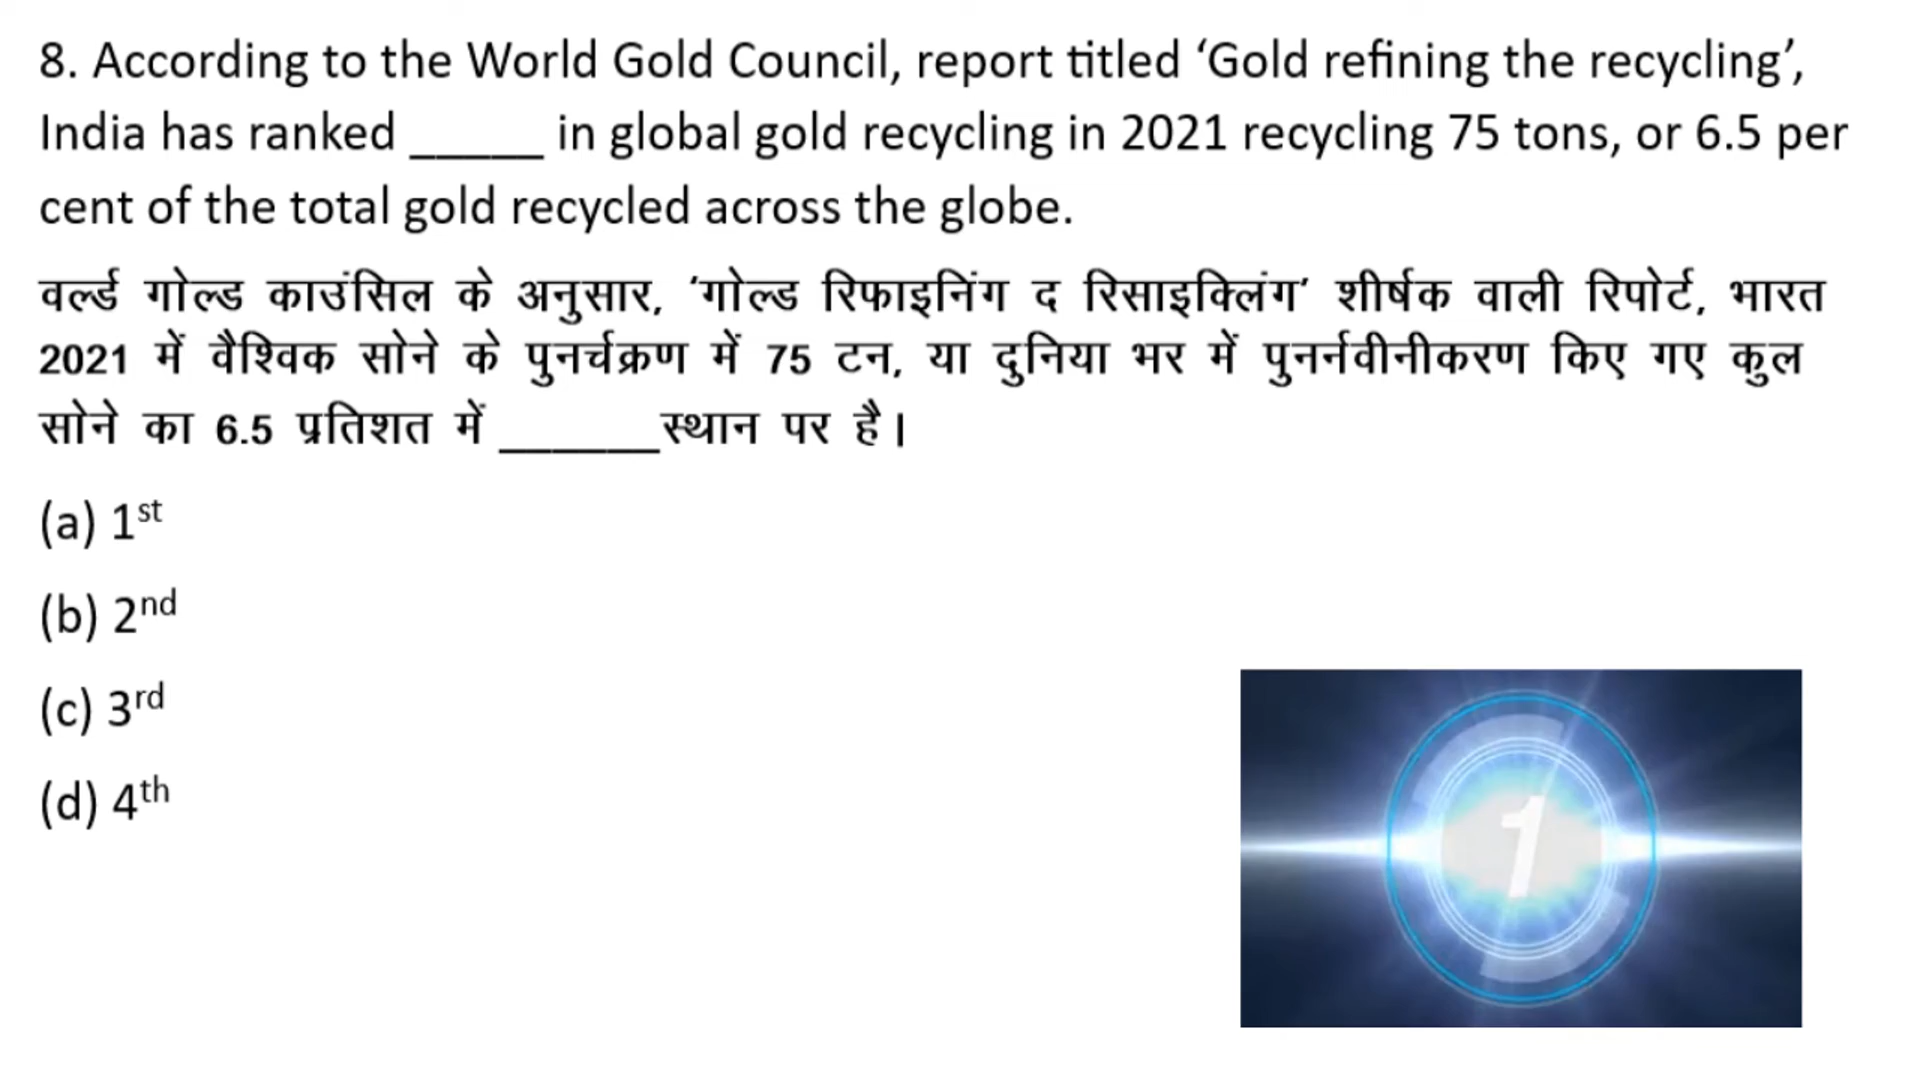 8. According to the World Gold Council, report titled ‘Gold refining the recycling’,
India has ranked _____ in global gold recycling in 2021 recycling 75 tons, or 6.5 per
cent of the total gold recycled across the globe.
वर्ल्ड गोल्ड काउंसिल के अनुसार, ‘गोल्ड रिफाइनिंग द रिसाइक्लिंग’ शीर्षक वाली रिपोर्ट, भारत
2021 में वैश्विक सोने के पुनर्चक्रण में 75 टन, या दुनिया भर में पुनर्नवीनीकरण किए गए कुल
सोने का 6.5 प्रतिशत में ______स्थान पर है।
(a) 1st
(b) 2nd
(c) 3rd
(d) 4th
1